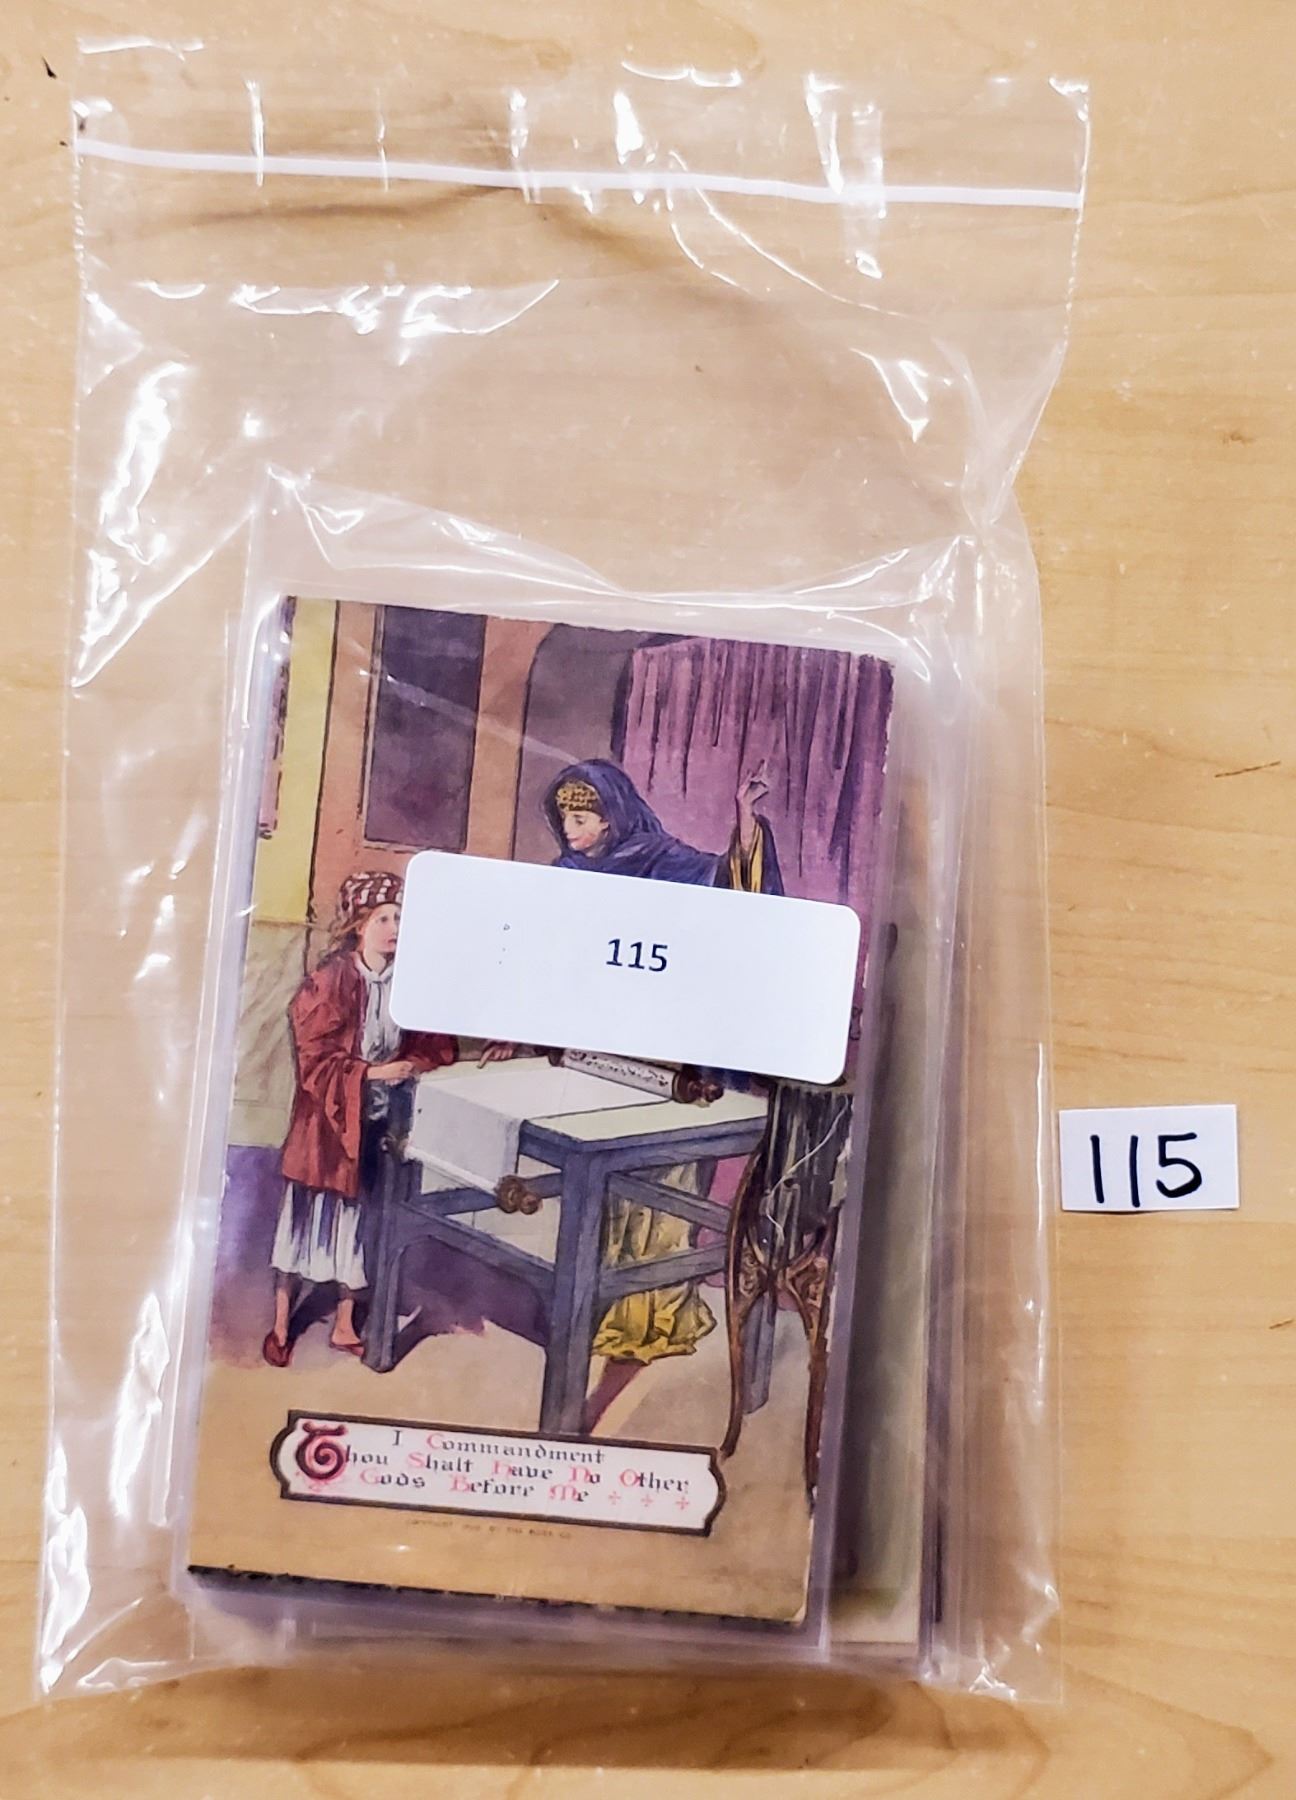 115
115
I Commandment
Thou Shalt Have No Other
Gods Before Me